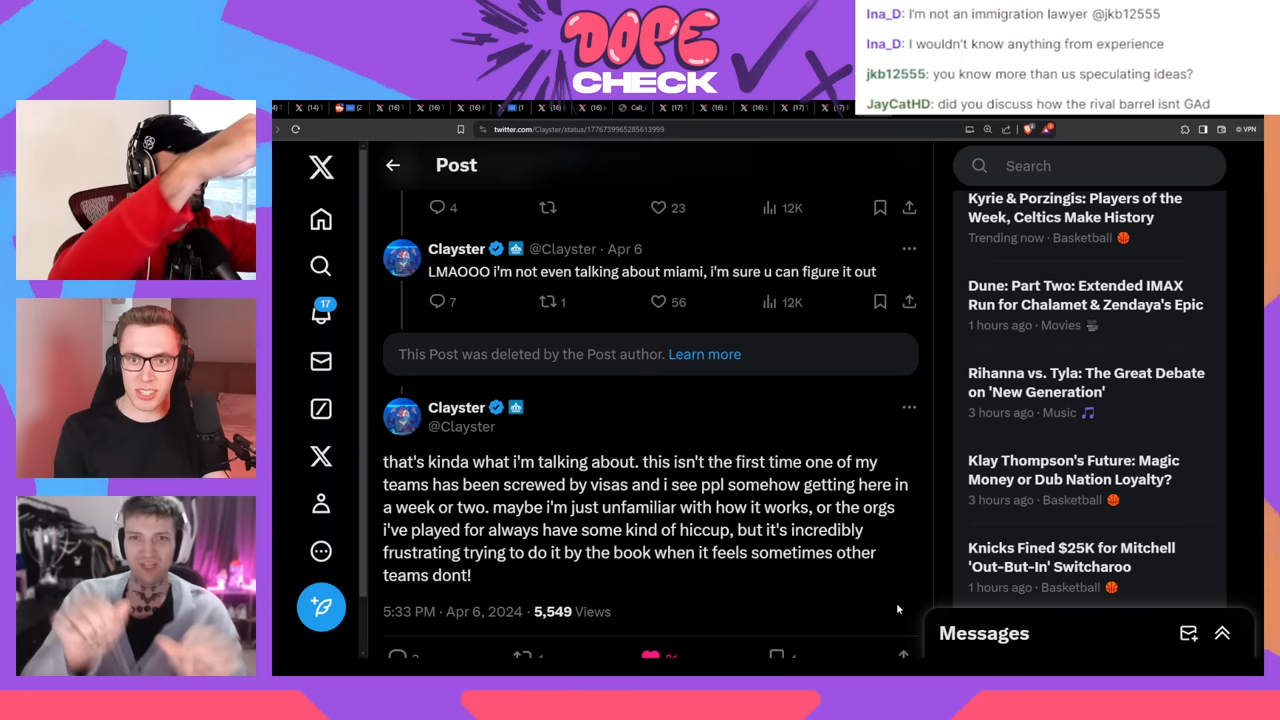 DOPE
CHECK
Ina_D: I'm not an immigration lawyer @jkb12555
Ina_D: I wouldn't know anything from experience
jkb12555: you know more than us speculating ideas?
JayCatHD: did you discuss how the rival barrel isnt GAd
twitter.com/Clayster/status/1776739965285613999
VPN
Post
4
23
12K
Clayster @Clayster · Apr 6
LMAOOO i'm not even talking about miami, i'm sure u can figure it out
7
1
56
12K
This Post was deleted by the Post author. Learn more
Clayster
@Clayster
that's kinda what i'm talking about. this isn't the first time one of my
teams has been screwed by visas and i see ppl somehow getting here in
a week or two. maybe i'm just unfamiliar with how it works, or the orgs
i've played for always have some kind of hiccup, but it's incredibly
frustrating trying to do it by the book when it feels sometimes other
teams dont!
5:33 PM · Apr 6, 2024 · 5,549 Views
17
Search
Kyrie & Porzingis: Players of the
Week, Celtics Make History
Trending now · Basketball
Dune: Part Two: Extended IMAX
Run for Chalamet & Zendaya's Epic
1 hours ago · Movies
Rihanna vs. Tyla: The Great Debate
on 'New Generation'
3 hours ago · Music
Klay Thompson's Future: Magic
Money or Dub Nation Loyalty?
3 hours ago · Basketball
Knicks Fined $25K for Mitchell
'Out-But-In' Switcharoo
1 hours ago · Basketball
Messages